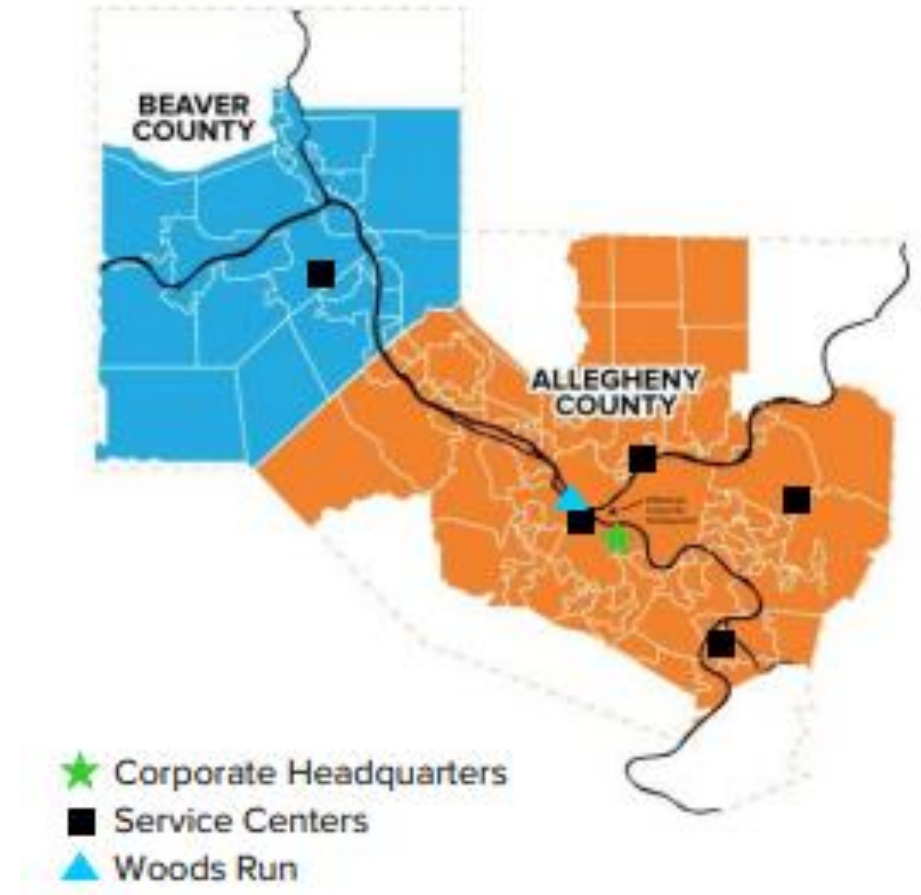 BEAVER
COUNTY
ALLEGHENY
COUNTY
Corporate Headquarters
Service Centers
Woods Run